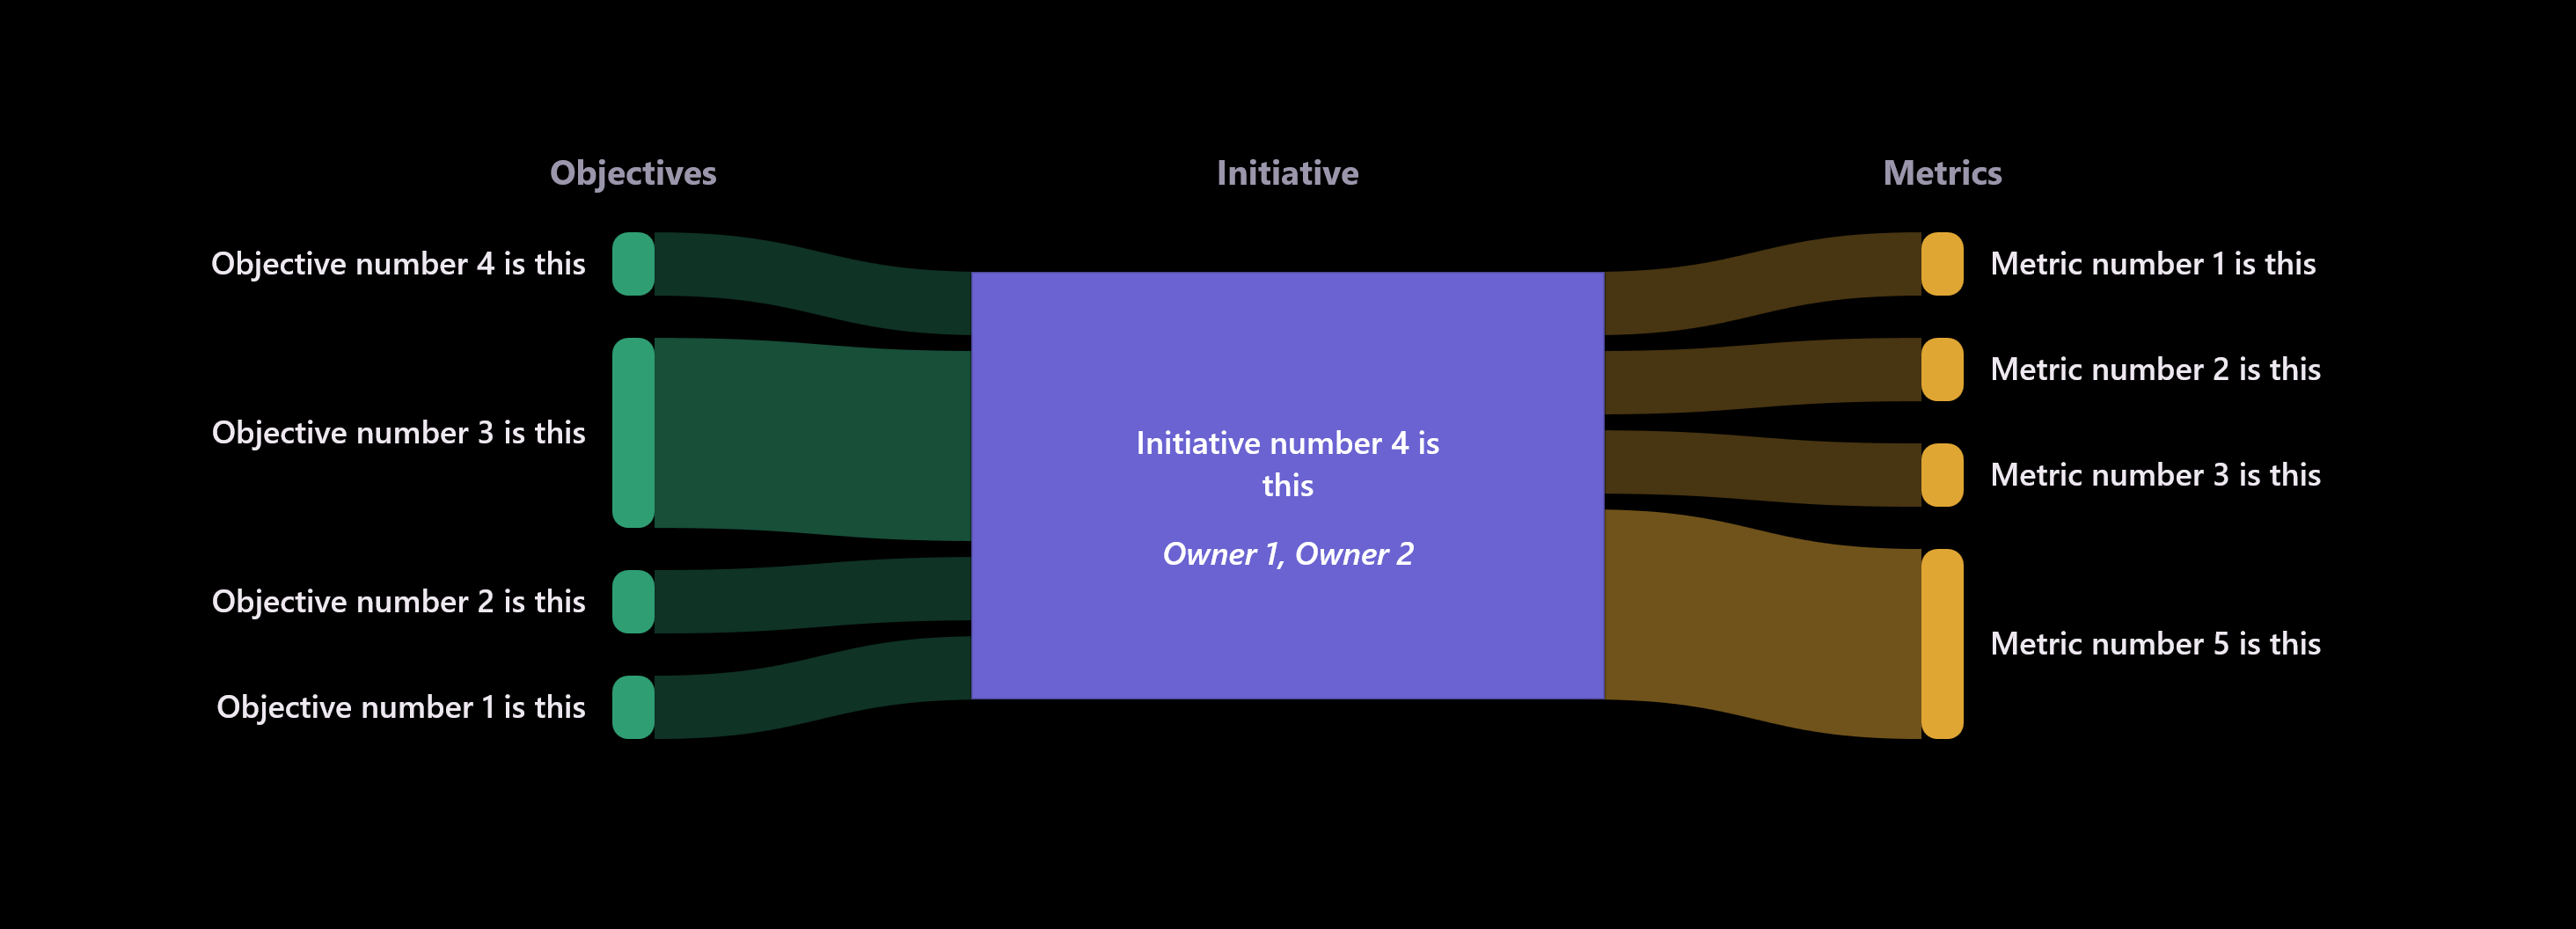 Objectives
Initiative
Metrics
Objective number 4 is this
Objective number 3 is this
Objective number 2 is this
Objective number 1 is this
Initiative number 4 is
this
Owner 1, Owner 2
Metric number 1 is this
Metric number 2 is this
Metric number 3 is this
Metric number 5 is this